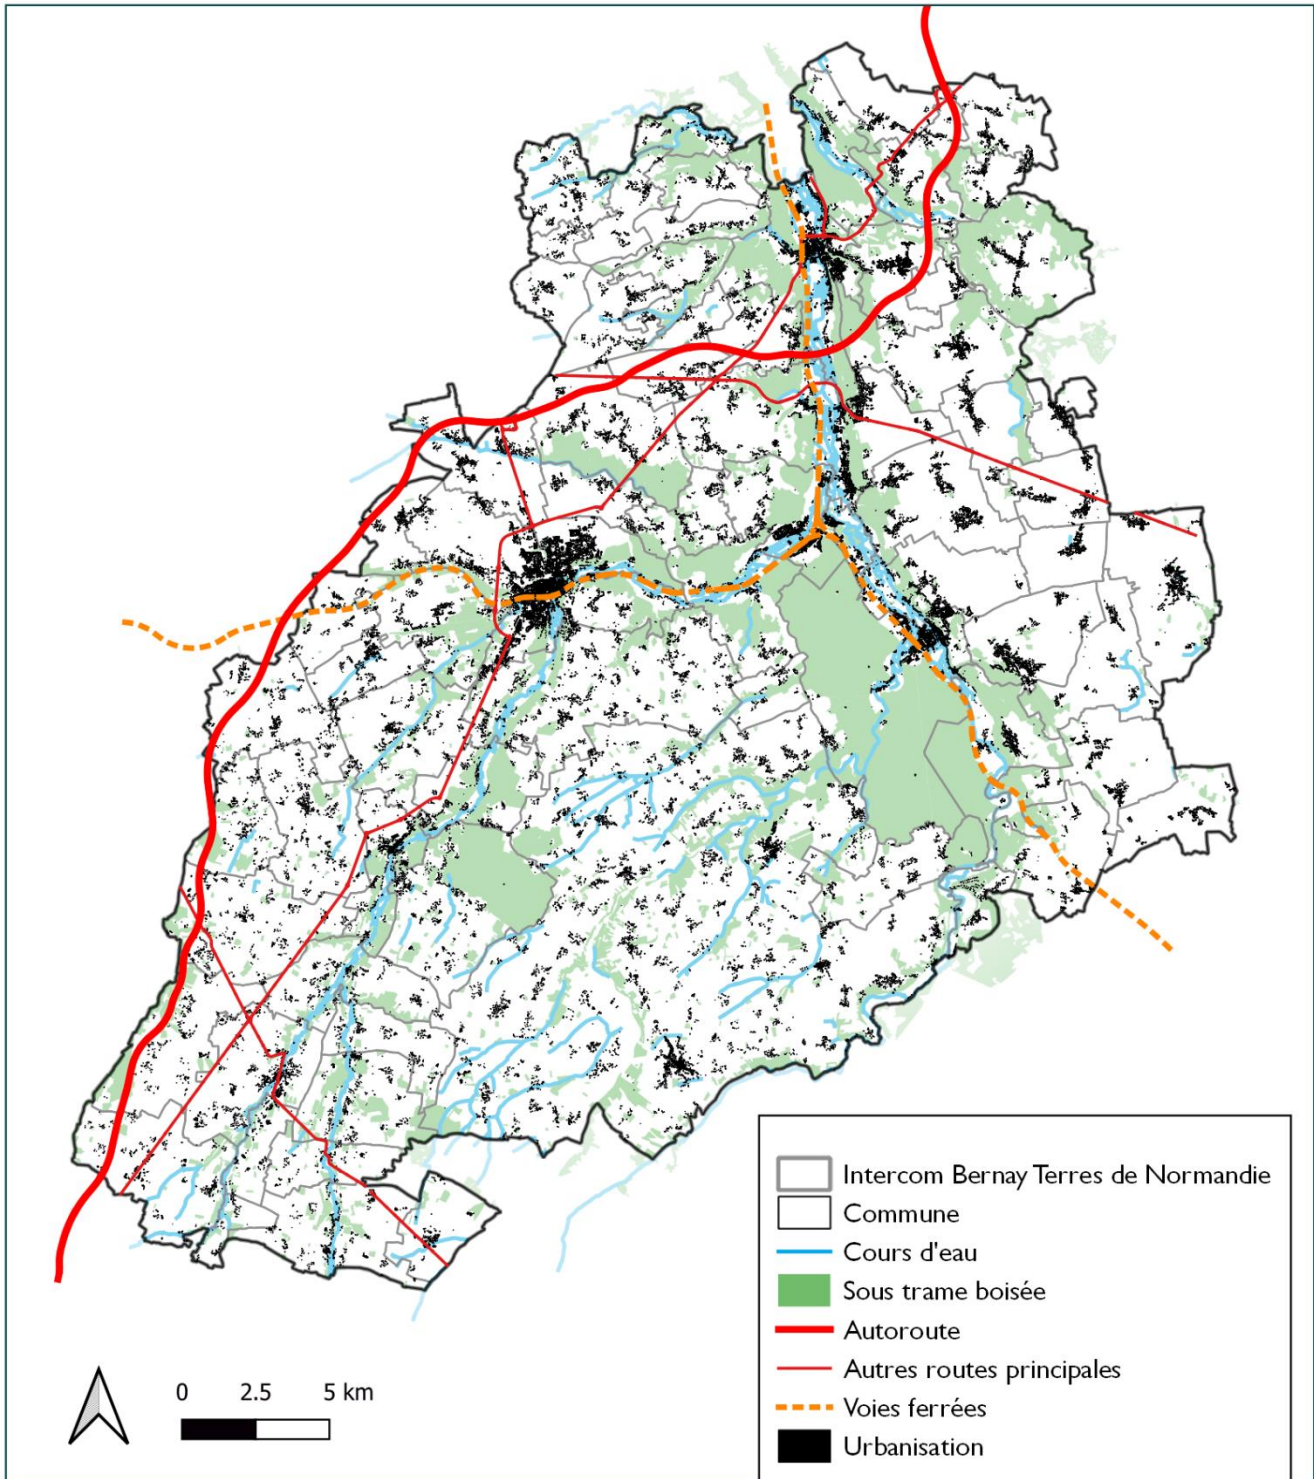 Intercom Bernay Terres de Normandie
Commune
Cours d'eau
Sous trame boisée
Autoroute
Autres routes principales
Voies ferrées
Urbanisation
0 2.5 5 km